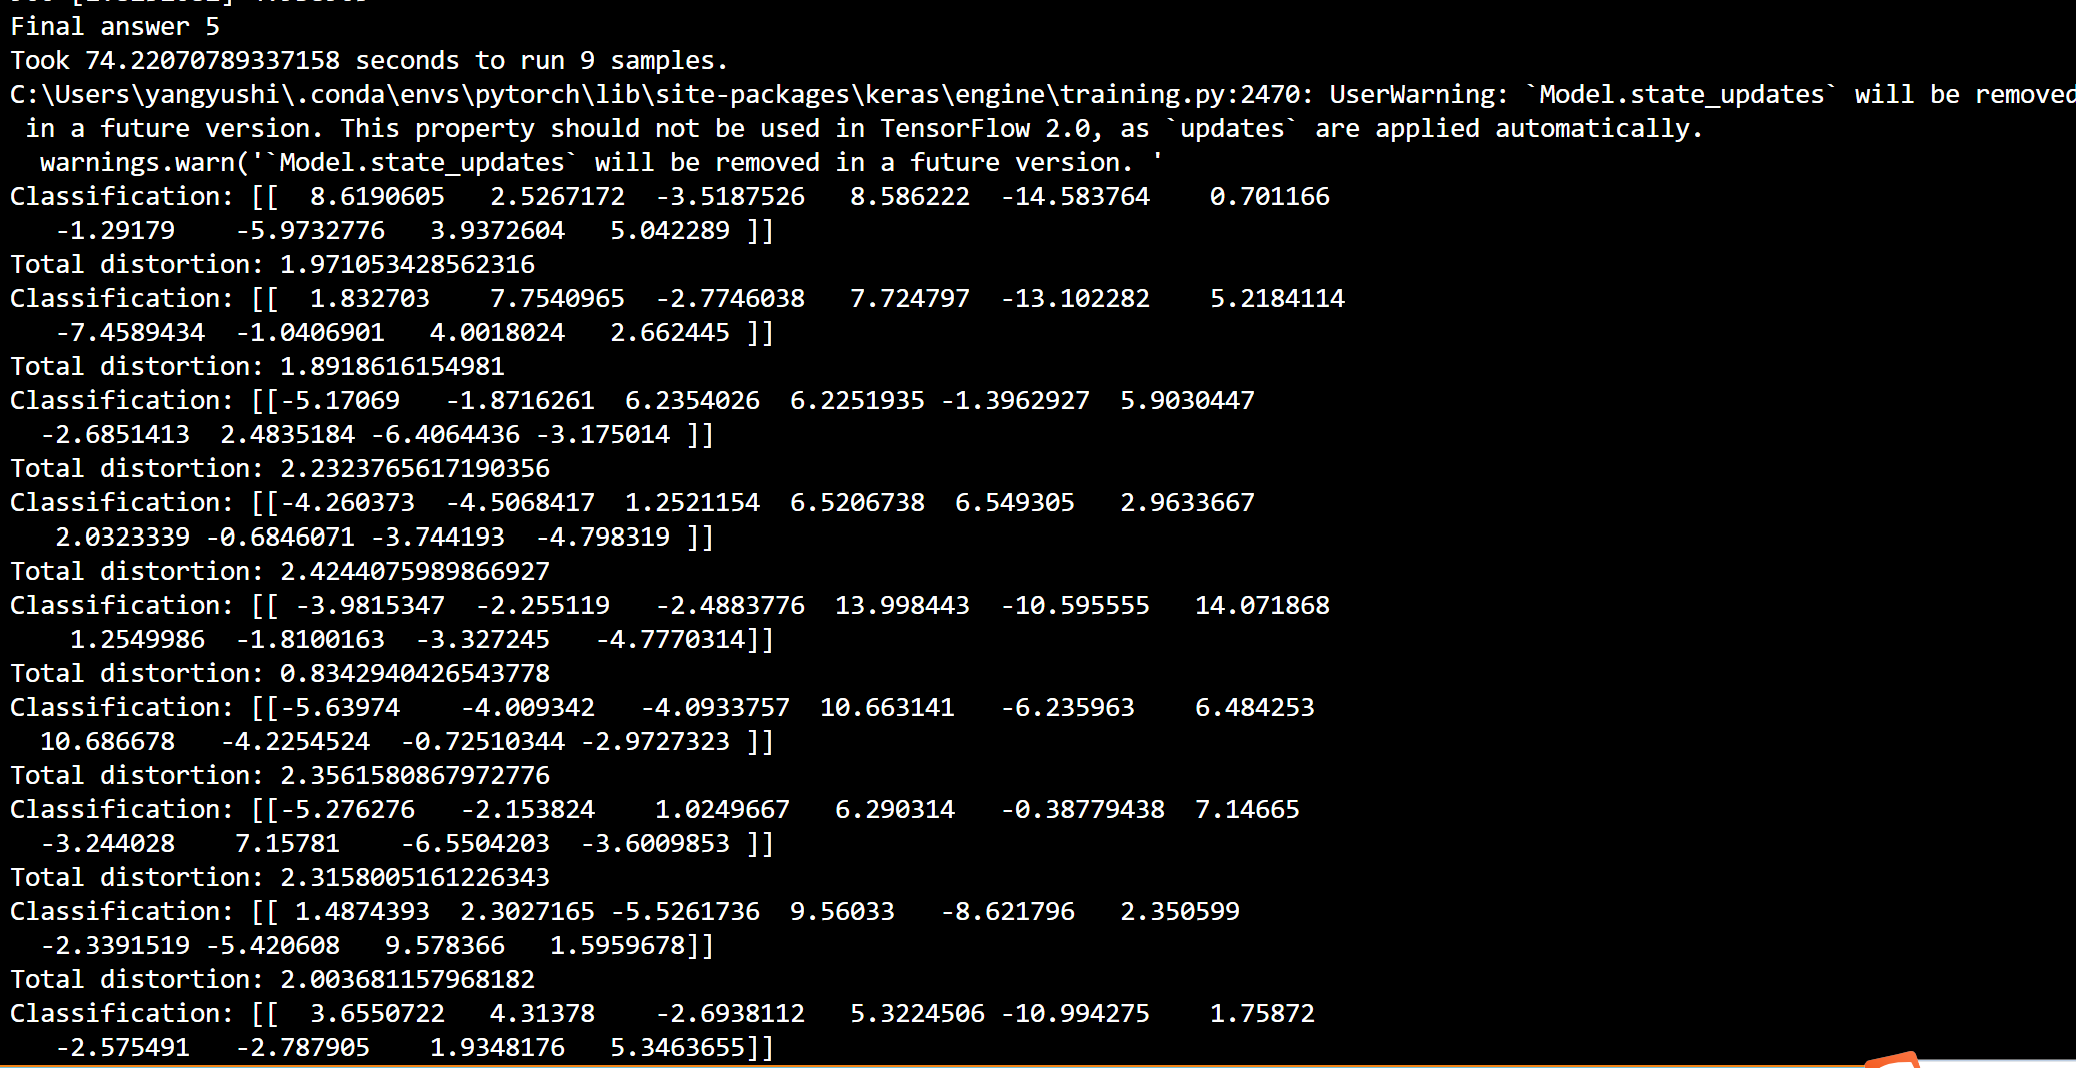 Final answer 5
Took 74.22070789337158 seconds to run 9 samples.
C:\Users\yangyushi\.conda\envs\pytorch\lib\site-packages\keras\engine\training.py:2470: UserWarning: `Model.state_updates` will be removed
 in a future version. This property should not be used in TensorFlow 2.0, as `updates` are applied automatically.
  warnings.warn('`Model.state_updates` will be removed in a future version. '
Classification: [[  8.6190605   2.5267172  -3.5187526   8.586222  -14.583764    0.701166
   -1.29179    -5.9732776   3.9372604   5.042289 ]]
Total distortion: 1.971053428562316
Classification: [[  1.832703    7.7540965  -2.7746038   7.724797  -13.102282    5.2184114
   -7.4589434  -1.0406901   4.0018024   2.662445 ]]
Total distortion: 1.8918616154981
Classification: [[-5.17069   -1.8716261  6.2354026  6.2251935 -1.3962927  5.9030447
  -2.6851413  2.4835184 -6.4064436 -3.175014 ]]
Total distortion: 2.2323765617190356
Classification: [[-4.260373  -4.5068417  1.2521154  6.5206738  6.549305   2.9633667
   2.0323339 -0.6846071 -3.744193  -4.798319 ]]
Total distortion: 2.4244075989866927
Classification: [[ -3.9815347  -2.255119   -2.4883776  13.998443  -10.595555   14.071868
    1.2549986  -1.8100163  -3.327245   -4.7770314]]
Total distortion: 0.8342940426543778
Classification: [[-5.63974    -4.009342   -4.0933757  10.663141   -6.235963    6.484253
  10.686678   -4.2254524  -0.72510344 -2.9727323 ]]
Total distortion: 2.3561580867972776
Classification: [[-5.276276   -2.153824    1.0249667   6.290314   -0.38779438  7.14665
  -3.244028    7.15781    -6.5504203  -3.6009853 ]]
Total distortion: 2.3158005161226343
Classification: [[ 1.4874393  2.3027165 -5.5261736  9.56033   -8.621796   2.350599
  -2.3391519 -5.420608   9.578366   1.5959678]]
Total distortion: 2.003681157968182
Classification: [[  3.6550722   4.31378    -2.6938112   5.3224506 -10.994275    1.75872
   -2.575491   -2.787905    1.9348176   5.3463655]]